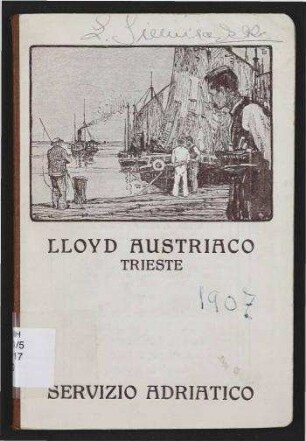 LLOYD AUSTRIACO
TRIESTE
1907
SERVIZIO ADRIATICO